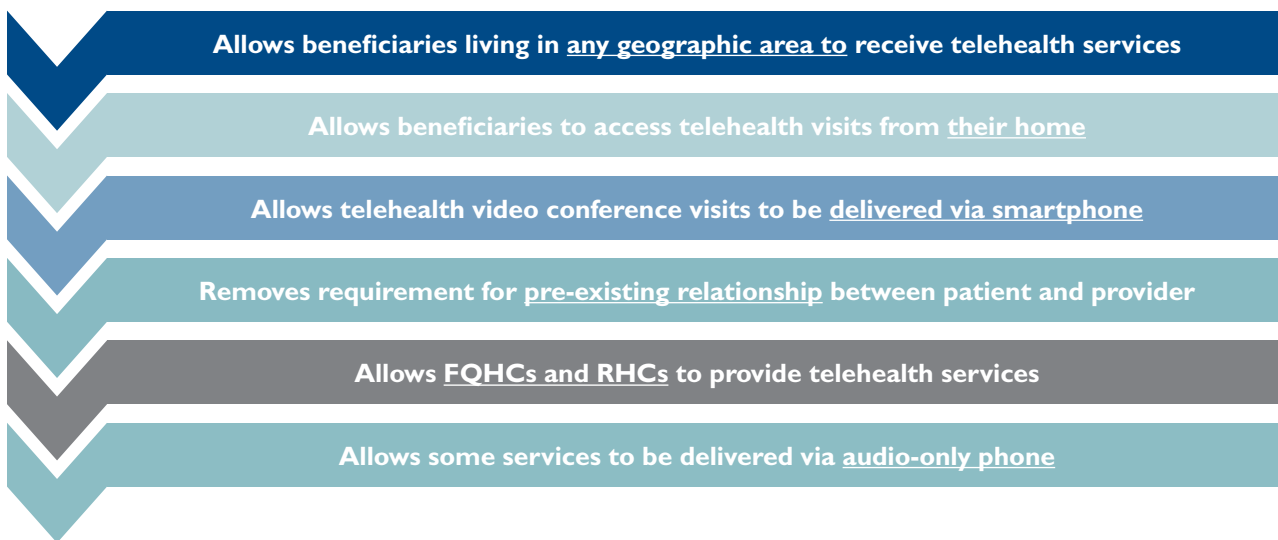 Allows beneficiaries living in any geographic area to receive telehealth services
Allows beneficiaries to access telehealth visits from their home
Allows telehealth video conference visits to be delivered via smartphone
Removes requirement for pre-existing relationship between patient and provider
Allows FQHCs and RHCs to provide telehealth services
Allows some services to be delivered via audio-only phone